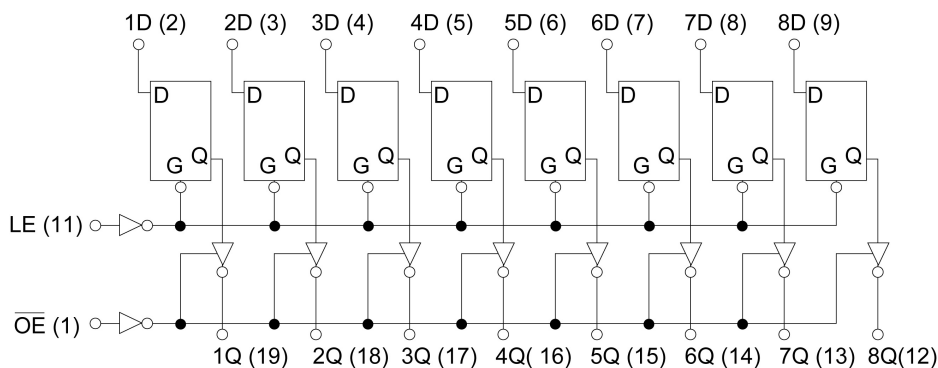 1D (2) 2D (3) 3D (4) 4D (5) 5D (6) 6D (7) 7D (8) 8D (9)
D D D D D D D D
Q Q Q Q Q Q Q Q
G G G G G G G G
LE (11)
OE (1)
1Q (19) 2Q (18) 3Q (17) 4Q( 16) 5Q (15) 6Q (14) 7Q (13) 8Q(12)